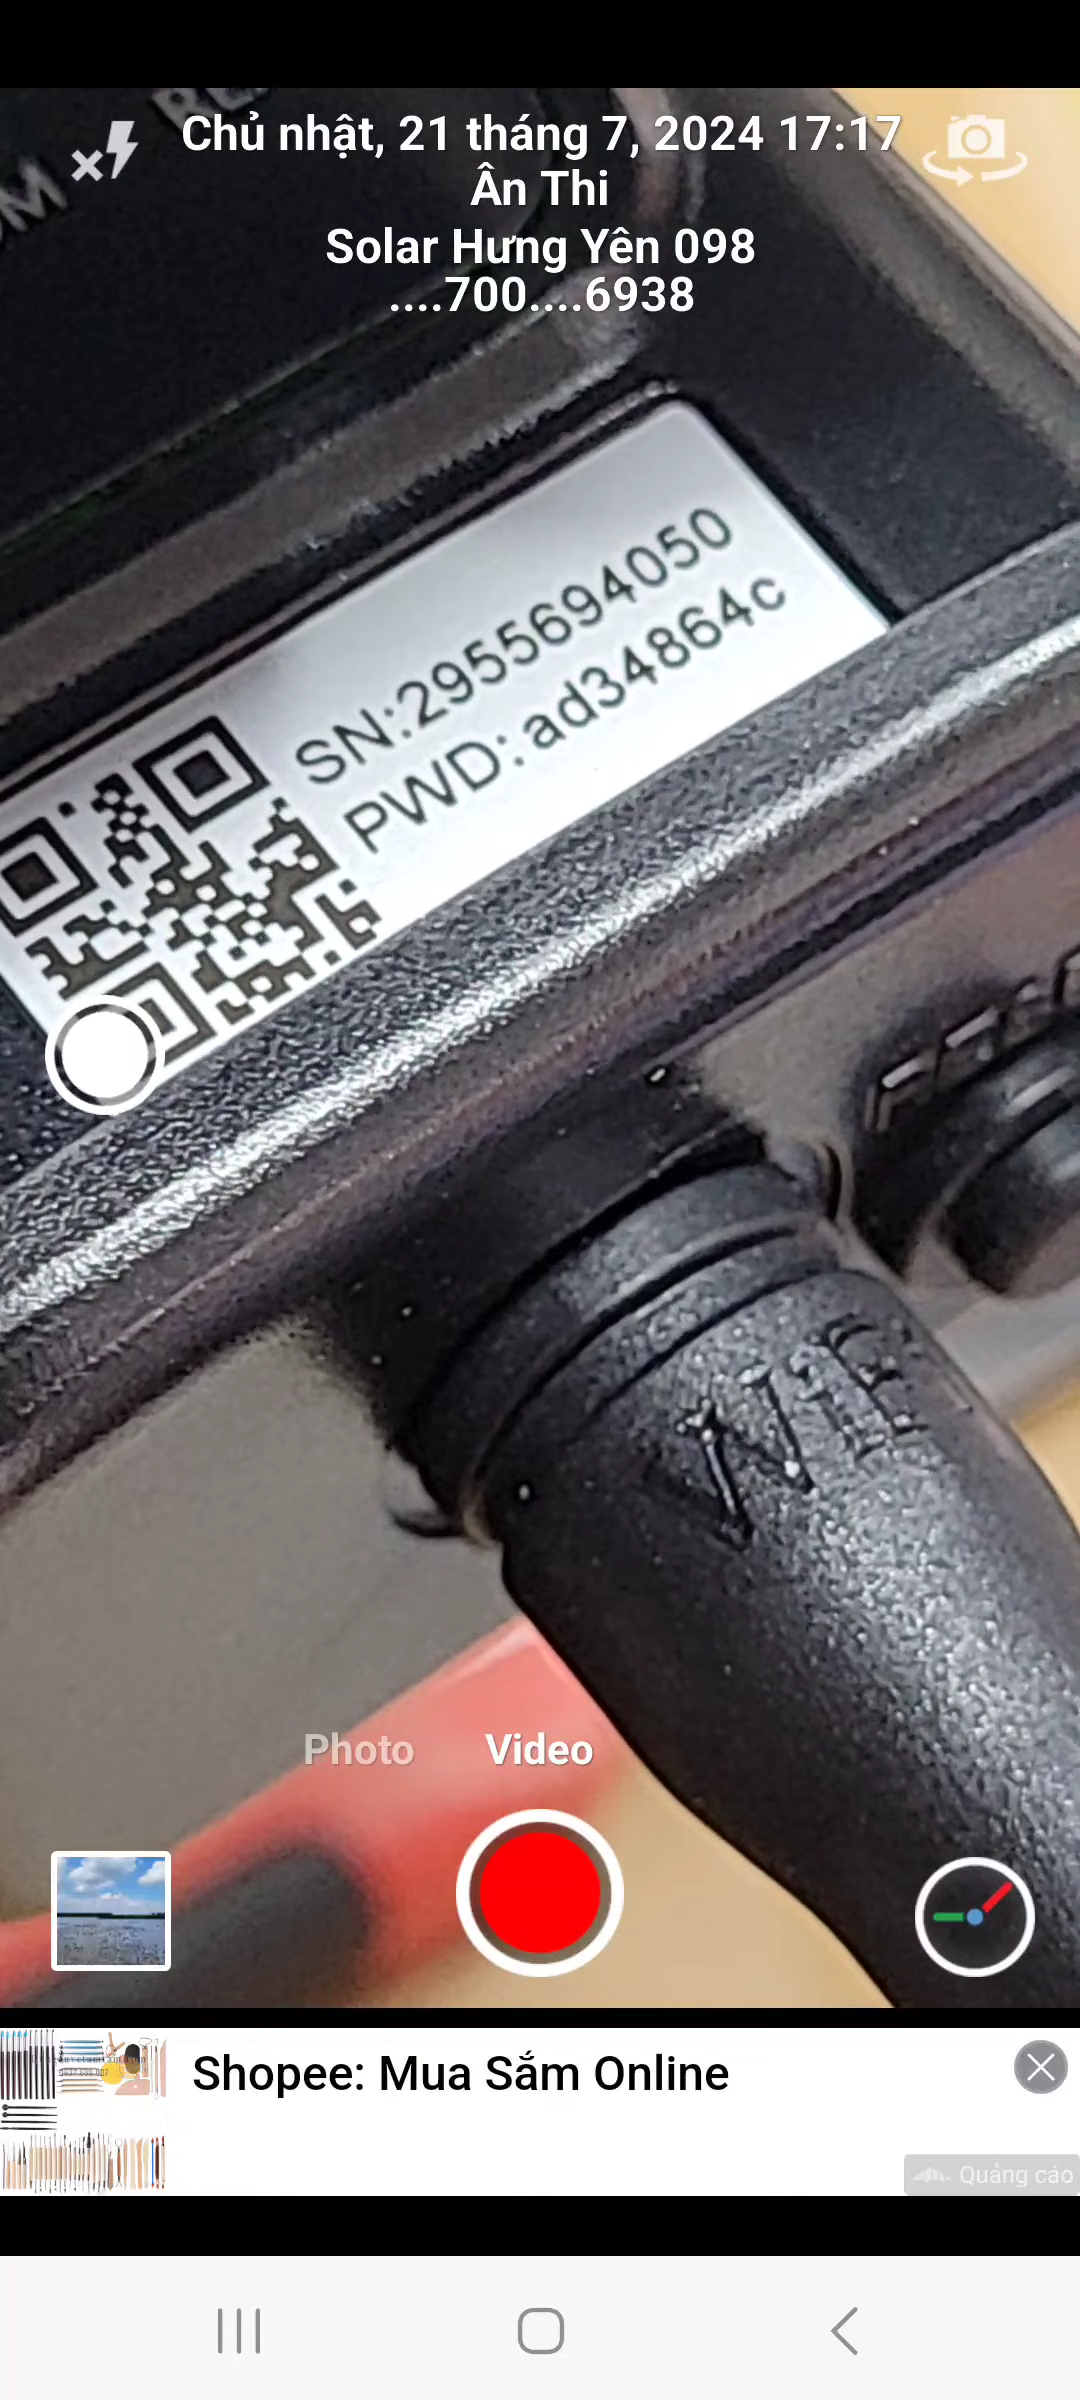 Chủ nhật, 21 tháng 7, 2024 17:17
Ân Thi
Solar Hưng Yên 098
....700....6938
SN:2955694050
PWD: ad34864c
Photo
Video
Shopee: Mua Sắm Online
Quảng cáo